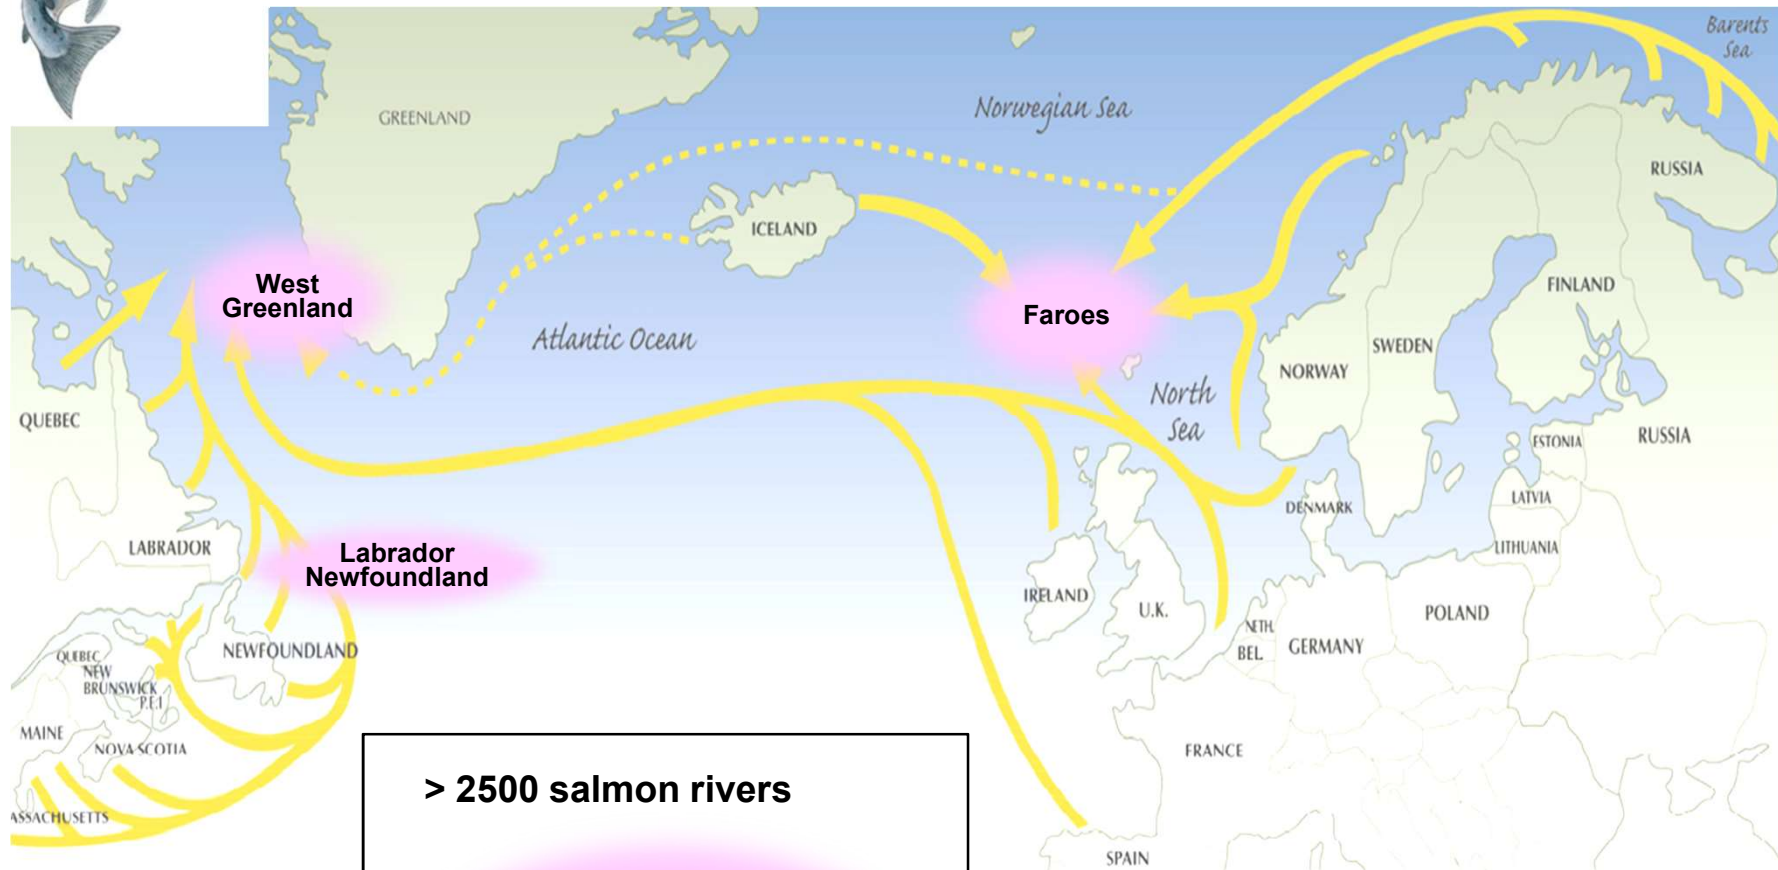 Barents
Sea
Norwegian Sea
GREENLAND
RUSSIA
ICELAND
West
Greenland
FINLAND
Faroes
Atlantic Ocean
SWEDEN
NORWAY
North
Sea
QUEBEC
RUSSIA
ESTONIA
LATVIA
DENMARK
LITHUANIA
LABRADOR
Labrador
Newfoundland
IRELAND
U.K.
POLAND
NETH.
BEL.
GERMANY
NEWFOUNDLAND
QUEBEC
NEW
BRUNSWICK
P.E.I
MAINE
NOVA SCOTIA
FRANCE
> 2500 salmon rivers
ASSACHUSETTS
SPAIN